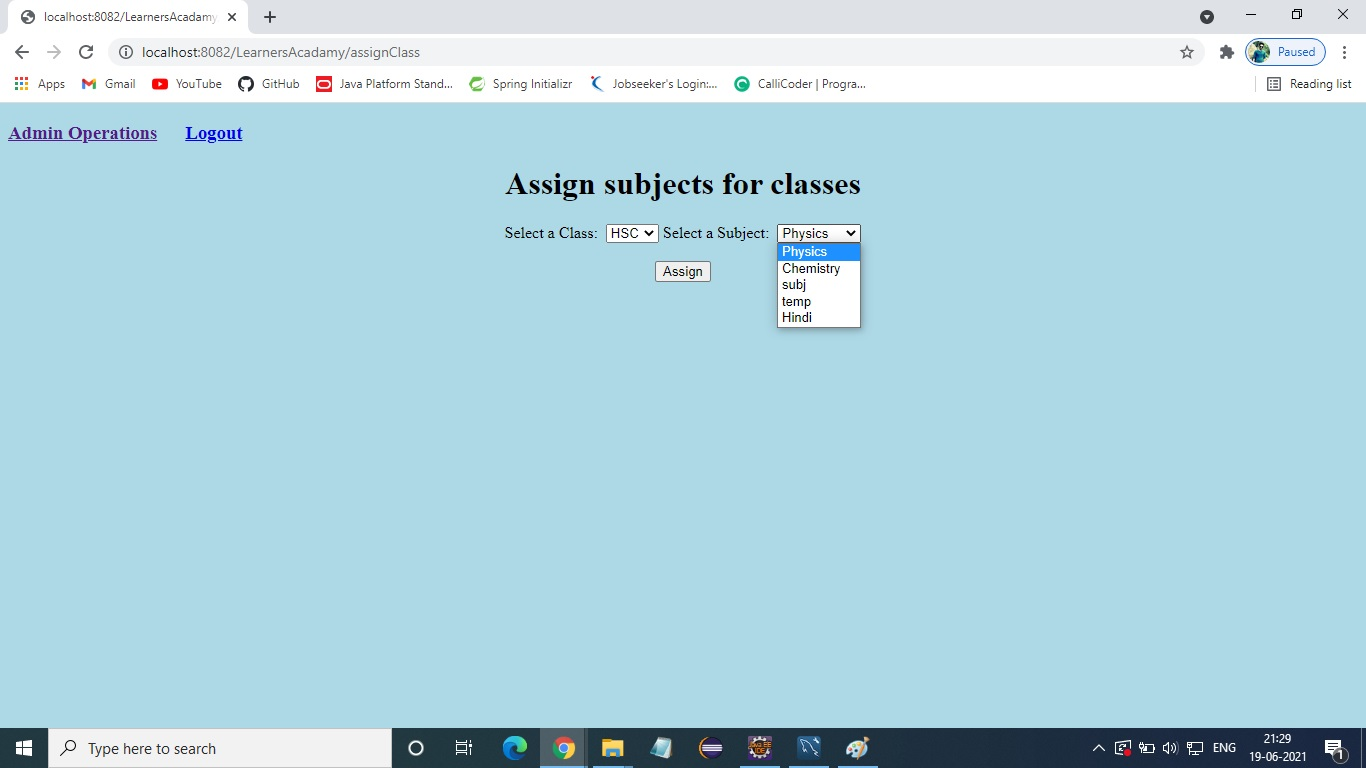 localhost:8082/LearnersAcadamy
localhost:8082/LearnersAcadamy/assignClass
Paused
Apps
Gmail
YouTube
GitHub
Java Platform Stand...
Spring Initializr
Jobseeker's Login:...
CalliCoder | Progra...
Reading list
Admin Operations Logout
Assign subjects for classes
Select a Class: HSC Select a Subject: Physics
Physics
Chemistry
subj
temp
Hindi
Assign
Type here to search
ENG
21:29
19-06-2021
1